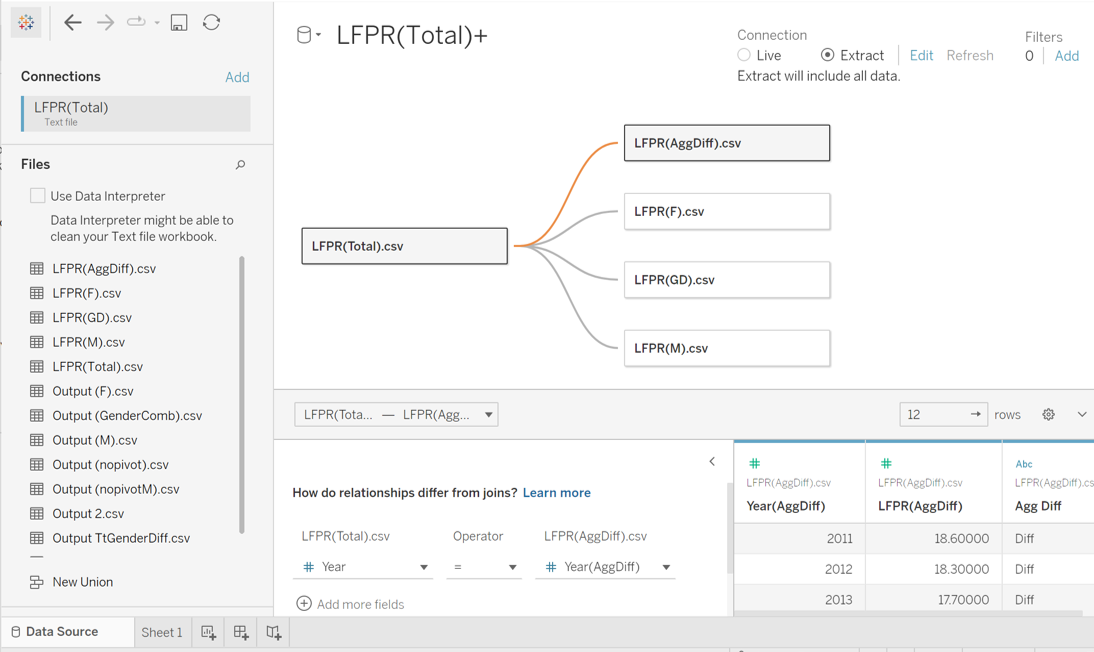 LFPR(Total)+
Connection
Live
Extract
Edit
Refresh
Extract will include all data.
Filters
0
Add
Connections
Add
LFPR(Total)
Text file
Files
Use Data Interpreter
Data Interpreter might be able to
clean your Text file workbook.
LFPR(AggDiff).csv
LFPR(F).csv
LFPR(GD).csv
LFPR(M).csv
LFPR(Total).csv
Output (F).csv
Output (GenderComb).csv
Output (M).csv
Output (nopivot).csv
Output (nopivotM).csv
Output 2.csv
Output TtGenderDiff.csv
New Union
LFPR(Total).csv
LFPR(AggDiff).csv
LFPR(F).csv
LFPR(GD).csv
LFPR(M).csv
LFPR(Tota... — LFPR(Agg...
12
rows
How do relationships differ from joins? Learn more
LFPR(Total).csv
Operator
LFPR(AggDiff).csv
# Year
=
# Year(AggDiff)
Add more fields
# # Abc
LFPR(AggDiff).csv LFPR(AggDiff).csv LFPR(AggDiff).cs
Year(AggDiff) LFPR(AggDiff) Agg Diff
2011 18.60000 Diff
2012 18.30000 Diff
2013 17.70000 Diff
Data Source
Sheet 1